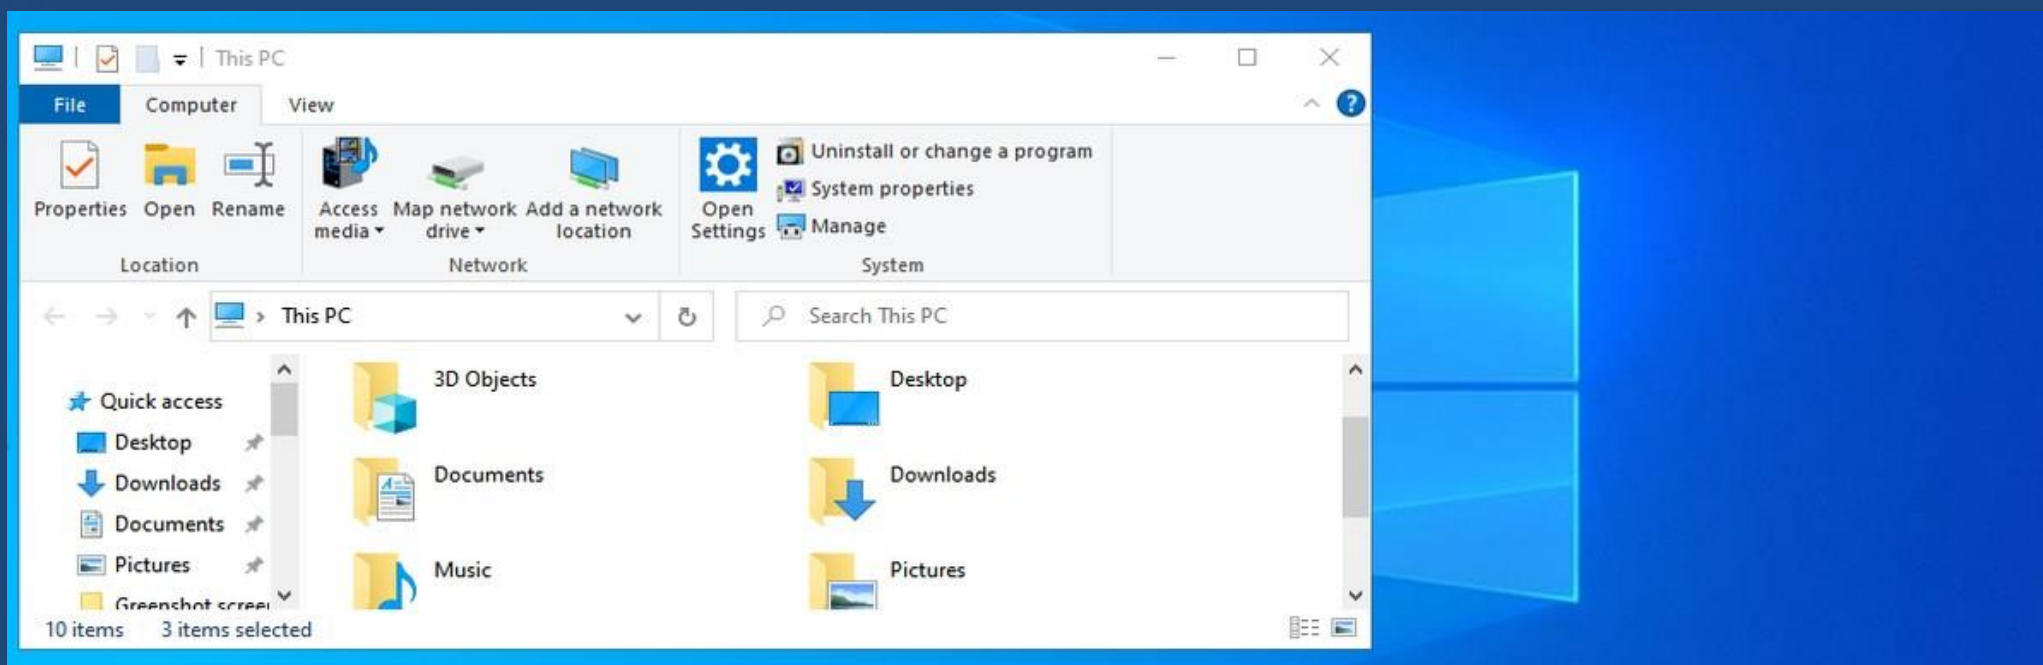 This PC
File Computer View
Properties Open Rename
Access media Map network drive Add a network location
Open Settings
Uninstall or change a program
System properties
Manage
Location Network System
This PC
Search This PC
Quick access
Desktop
Downloads
Documents
Pictures
Greenshot screen
3D Objects Desktop
Documents Downloads
Music Pictures
10 items 3 items selected